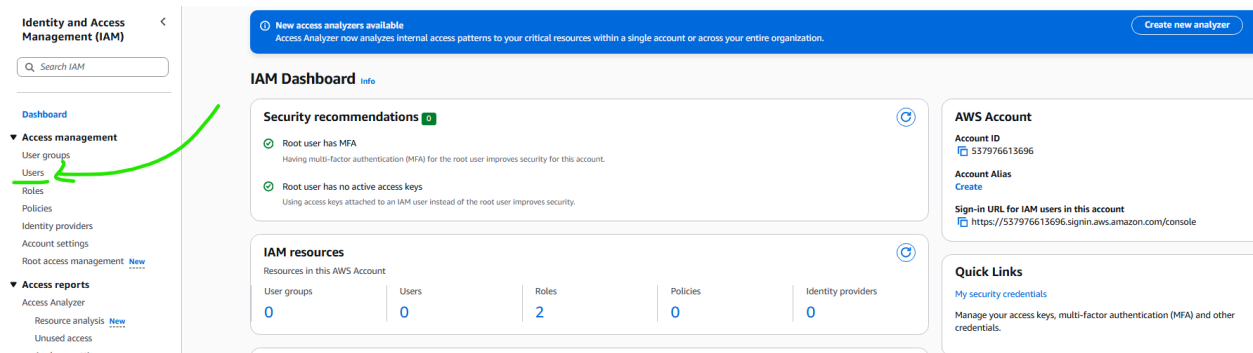 Identity and Access
Management (IAM)
Search IAM
Dashboard
Access management
User groups
Users
Roles
Policies
Identity providers
Account settings
Root access management New
Access reports
Access Analyzer
Resource analysis New
Unused access
New access analyzers available
Access Analyzer now analyzes internal access patterns to your critical resources within a single account or across your entire organization.
Create new analyzer
IAM Dashboard Info
Security recommendations 0
Root user has MFA
Having multi-factor authentication (MFA) for the root user improves security for this account.
Root user has no active access keys
Using access keys attached to an IAM user instead of the root user improves security.
IAM resources
Resources in this AWS Account
User groups Users Roles Policies Identity providers
0 0 2 0 0
AWS Account
Account ID
537976613696
Account Alias
Create
Sign-in URL for IAM users in this account
https://537976613696.signin.aws.amazon.com/console
Quick Links
My security credentials
Manage your access keys, multi-factor authentication (MFA) and other
credentials.